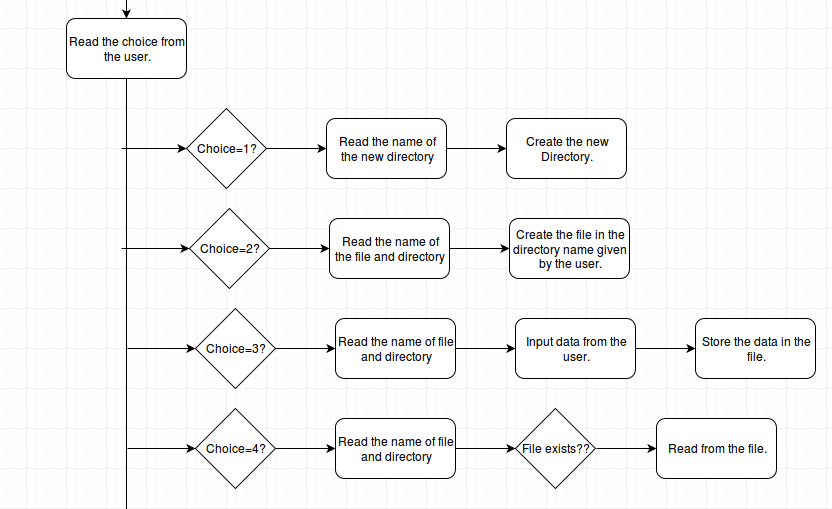 Read the choice from
the user.
Choice=1?
Read the name of
the new directory
Create the new
Directory.
Choice=2?
Read the name of
the file and directory
Create the file in the
directory name given
by the user.
Choice=3?
Read the name of file
and directory
Input data from the
user.
Store the data in the
file.
Choice=4?
Read the name of file
and directory
File exists??
Read from the file.